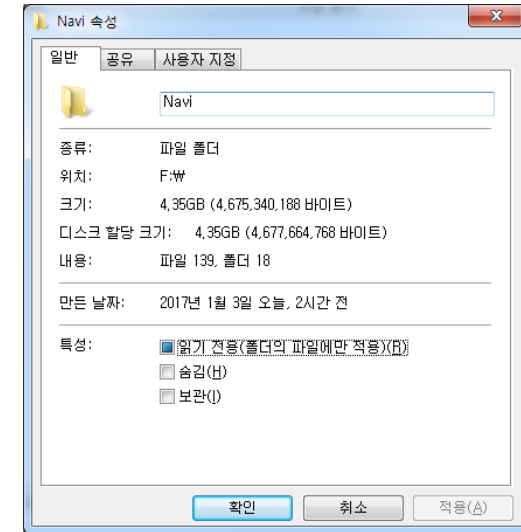 Navi 속성
일반 공유 사용자 지정
Navi
종류: 파일 폴더
위치: F:₩
크기: 4,35GB (4,675,340,188 바이트)
디스크 할당 크기: 4,35GB (4,677,664,768 바이트)
내용: 파일 139, 폴더 18
만든 날짜: 2017년 1월 3일 오늘, 2시간 전
특성: 읽기 전용(폴더의 파일에만 적용)(R)
숨김(H)
보관(I)
확인 취소 적용(A)